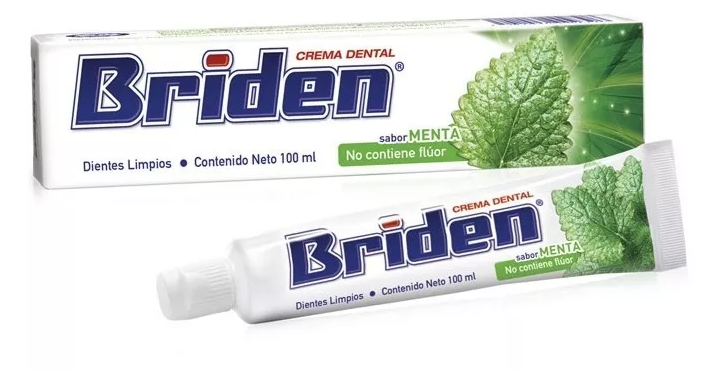 CREMA DENTAL
Briden®
sabor MENTA
No contiene flúor
Dientes Limpios • Contenido Neto 100 ml
CREMA DENTAL
Briden®
sabor MENTA
No contiene flúor
Dientes Limpios • Contenido Neto 100 ml